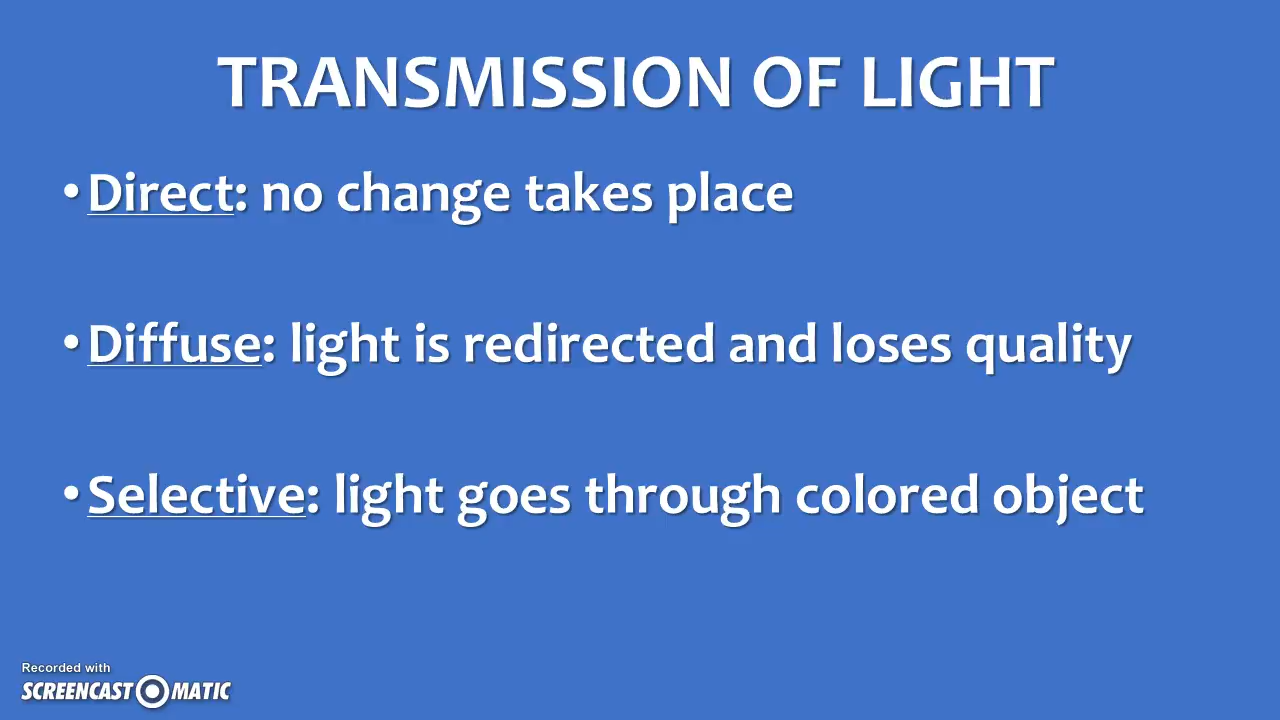 TRANSMISSION OF LIGHT
• Direct: no change takes place
• Diffuse: light is redirected and loses quality
• Selective: light goes through colored object
Recorded with
SCREENCAST O MATIC